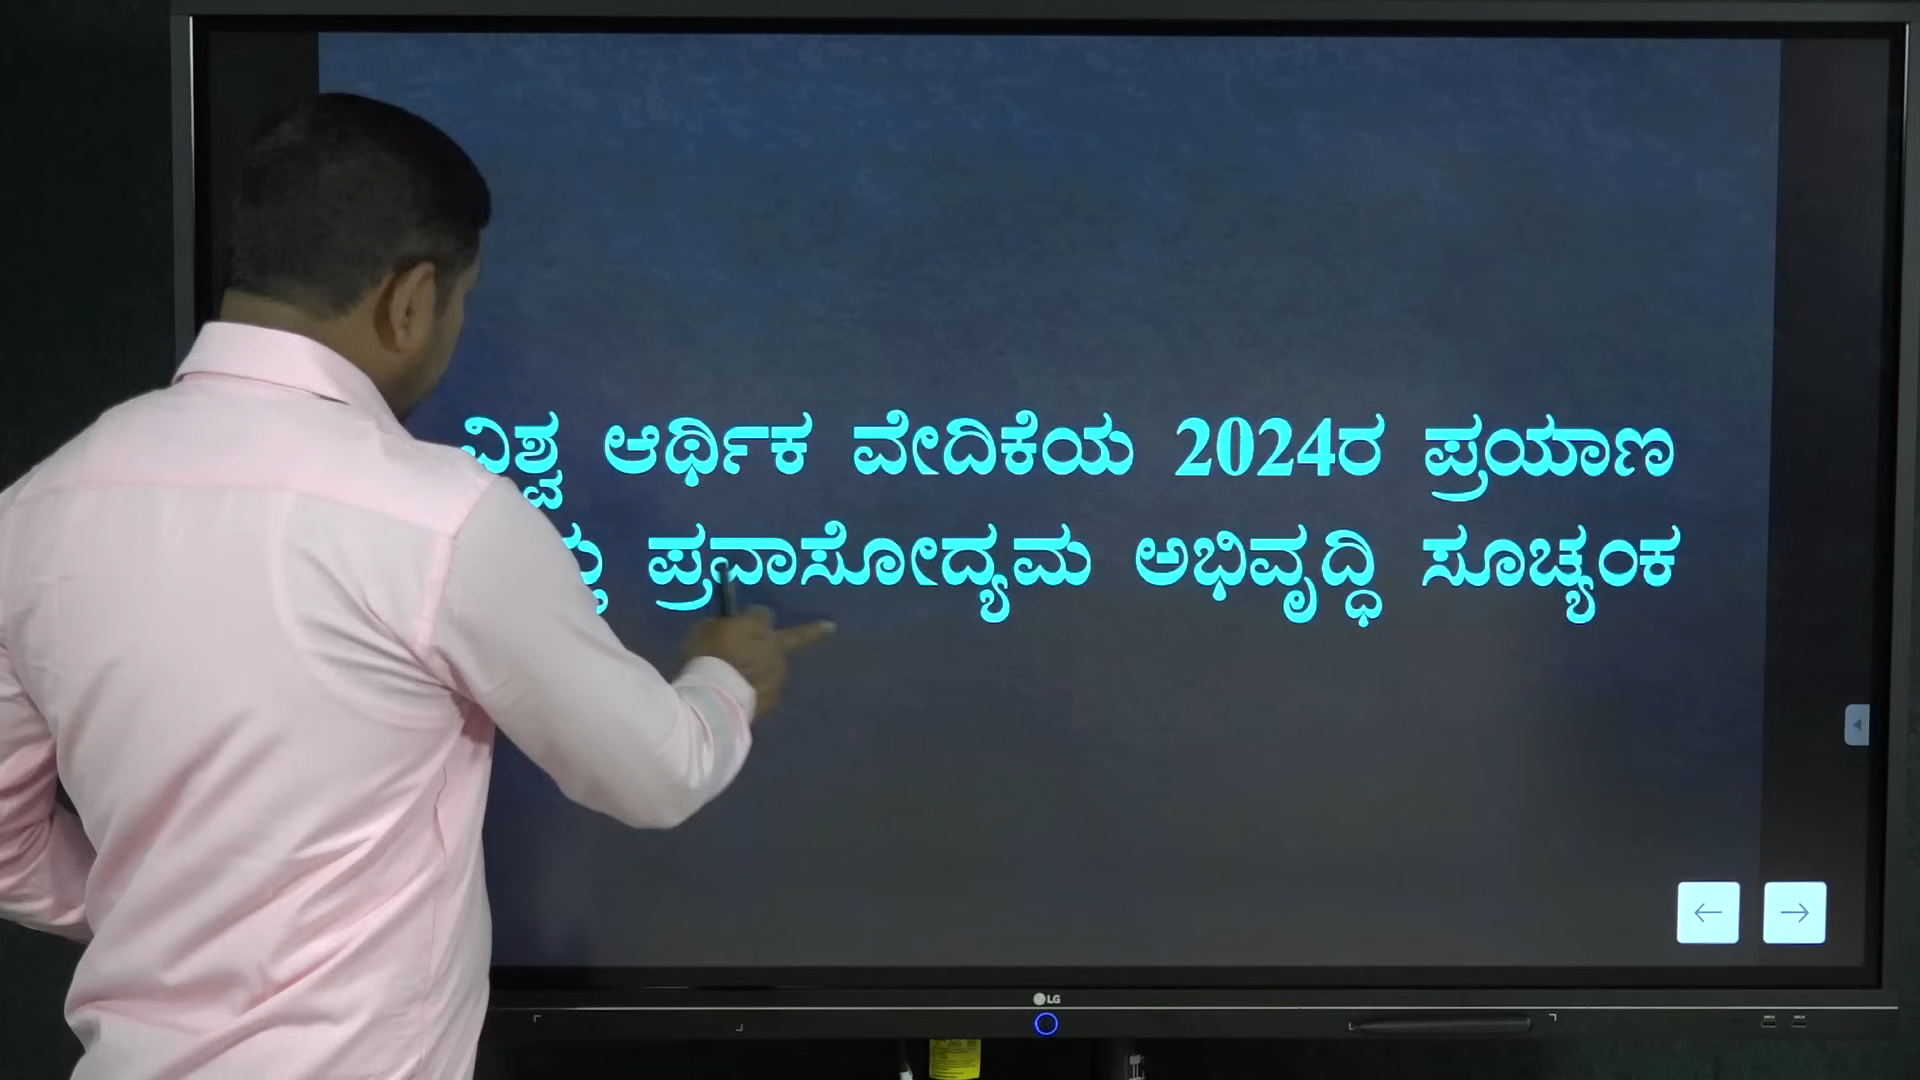 ವಿಶ್ವ ಆರ್ಥಿಕ ವೇದಿಕೆಯ 2024ರ ಪ್ರಯಾಣ
ಪ್ರವಾಸೋದ್ಯಮ ಅಭಿವೃದ್ಧಿ ಸೂಚ್ಯಂಕ
LG